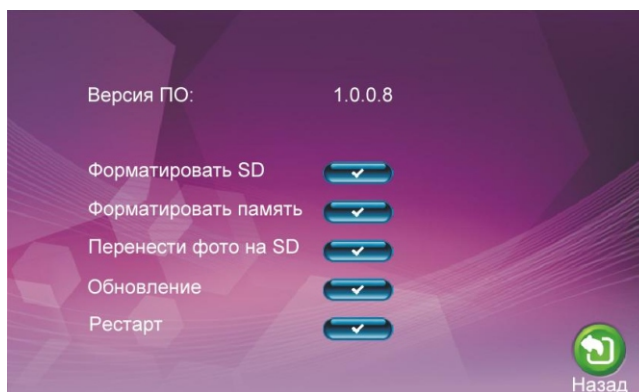 Версия ПО: 1.0.0.8
Форматировать SD
Форматировать память
Перенести фото на SD
Обновление
Рестарт
Назад